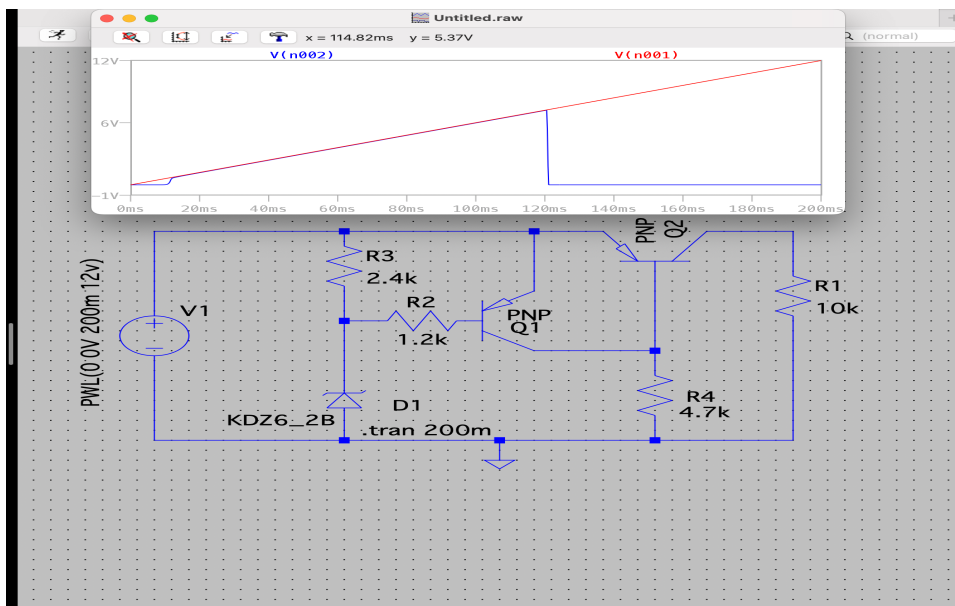 Untitled.raw
x = 114.82ms y = 5.37V
(normal)
V(n002) V(n001)
12V
6V
-1V
0ms 20ms 40ms 60ms 80ms 100ms 120ms 140ms 160ms 180ms 200ms
PWL(0 0V 200m 12v)
V1
R3
2.4k
R2
1.2k
PNP
Q1
PNP
Q2
R1
10k
R4
4.7k
D1
KDZ6_2B
.tran 200m